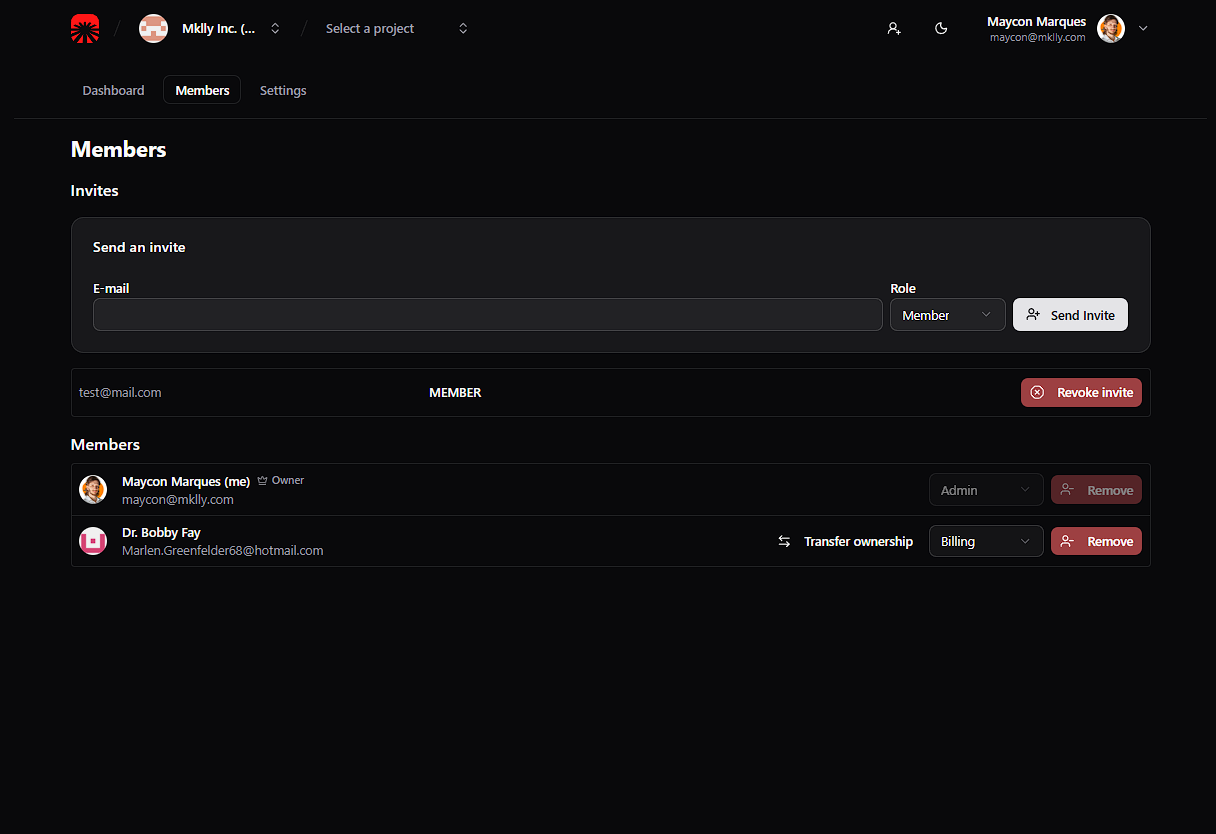 Mklly Inc. (...
Select a project
Maycon Marques
maycon@mklly.com
Dashboard
Members
Settings
Members
Invites
Send an invite
E-mail
Role
Member
Send Invite
test@mail.com
MEMBER
Revoke invite
Members
Maycon Marques (me)
Owner
maycon@mklly.com
Admin
Remove
Dr. Bobby Fay
Marlen.Greenfelder68@hotmail.com
Transfer ownership
Billing
Remove